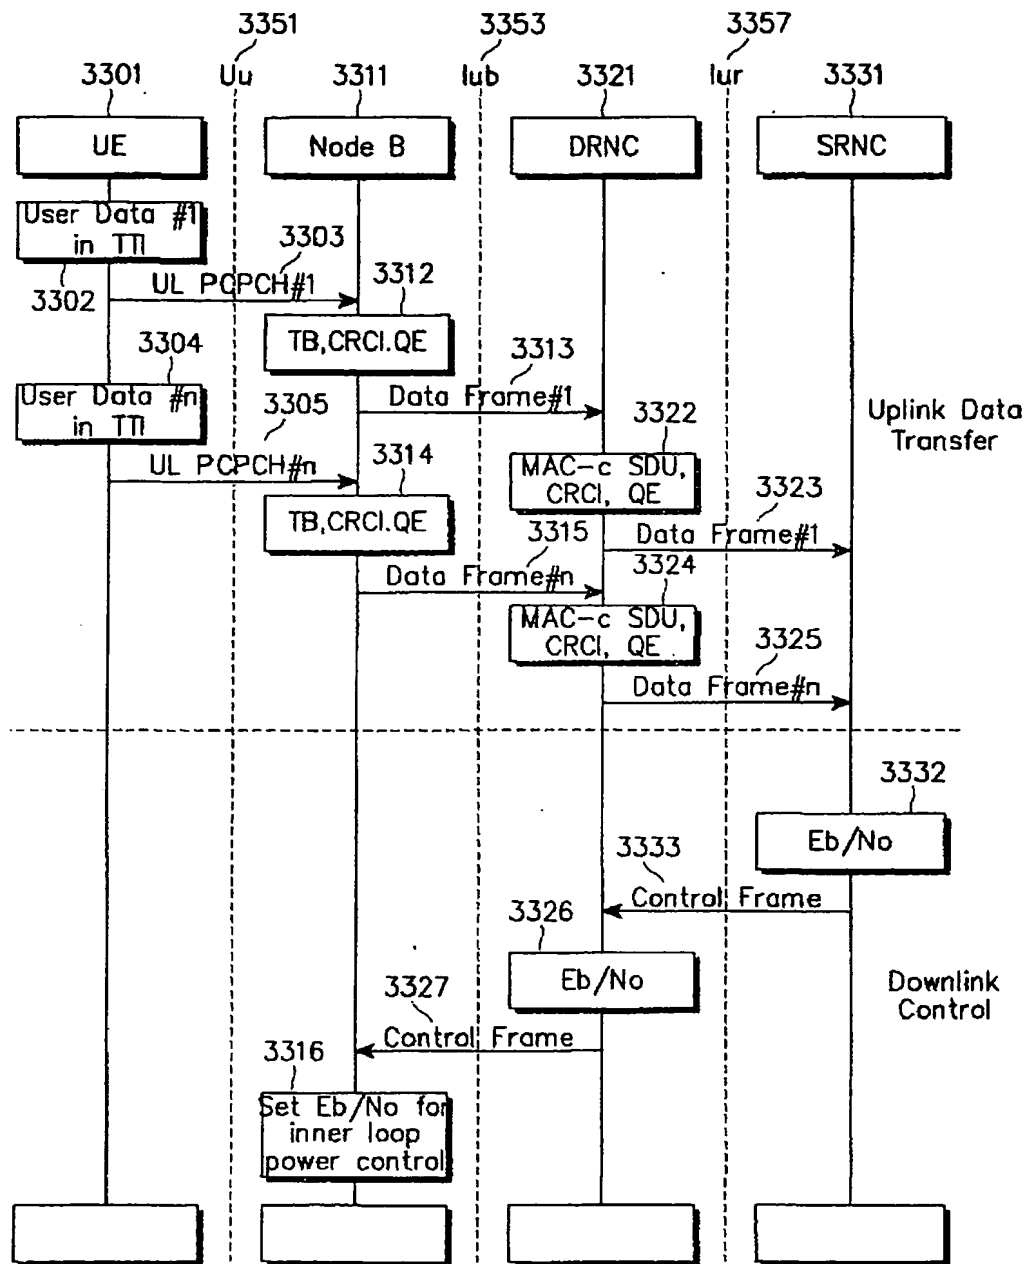 3351
3353
3357
3301
Uu
3311
Iub
3321
Iur
3331
UE
Node B
DRNC
SRNC
User Data #1
in TTI
3302
3303
UL PCPCH#1
3312
TB,CRCI.QE
3304
User Data #n
in TTI
3305
UL PCPCH#n
3313
Data Frame#1
3314
TB,CRCI.QE
3322
MAC-c SDU,
CRCI, QE
3323
Data Frame#1
Uplink Data
Transfer
3315
Data Frame#n
3324
MAC-c SDU,
CRCI, QE
3325
Data Frame#n
3332
Eb/No
3333
Control Frame
3326
Eb/No
3327
Control Frame
Downlink
Control
3316
Set Eb/No for
inner loop
power control